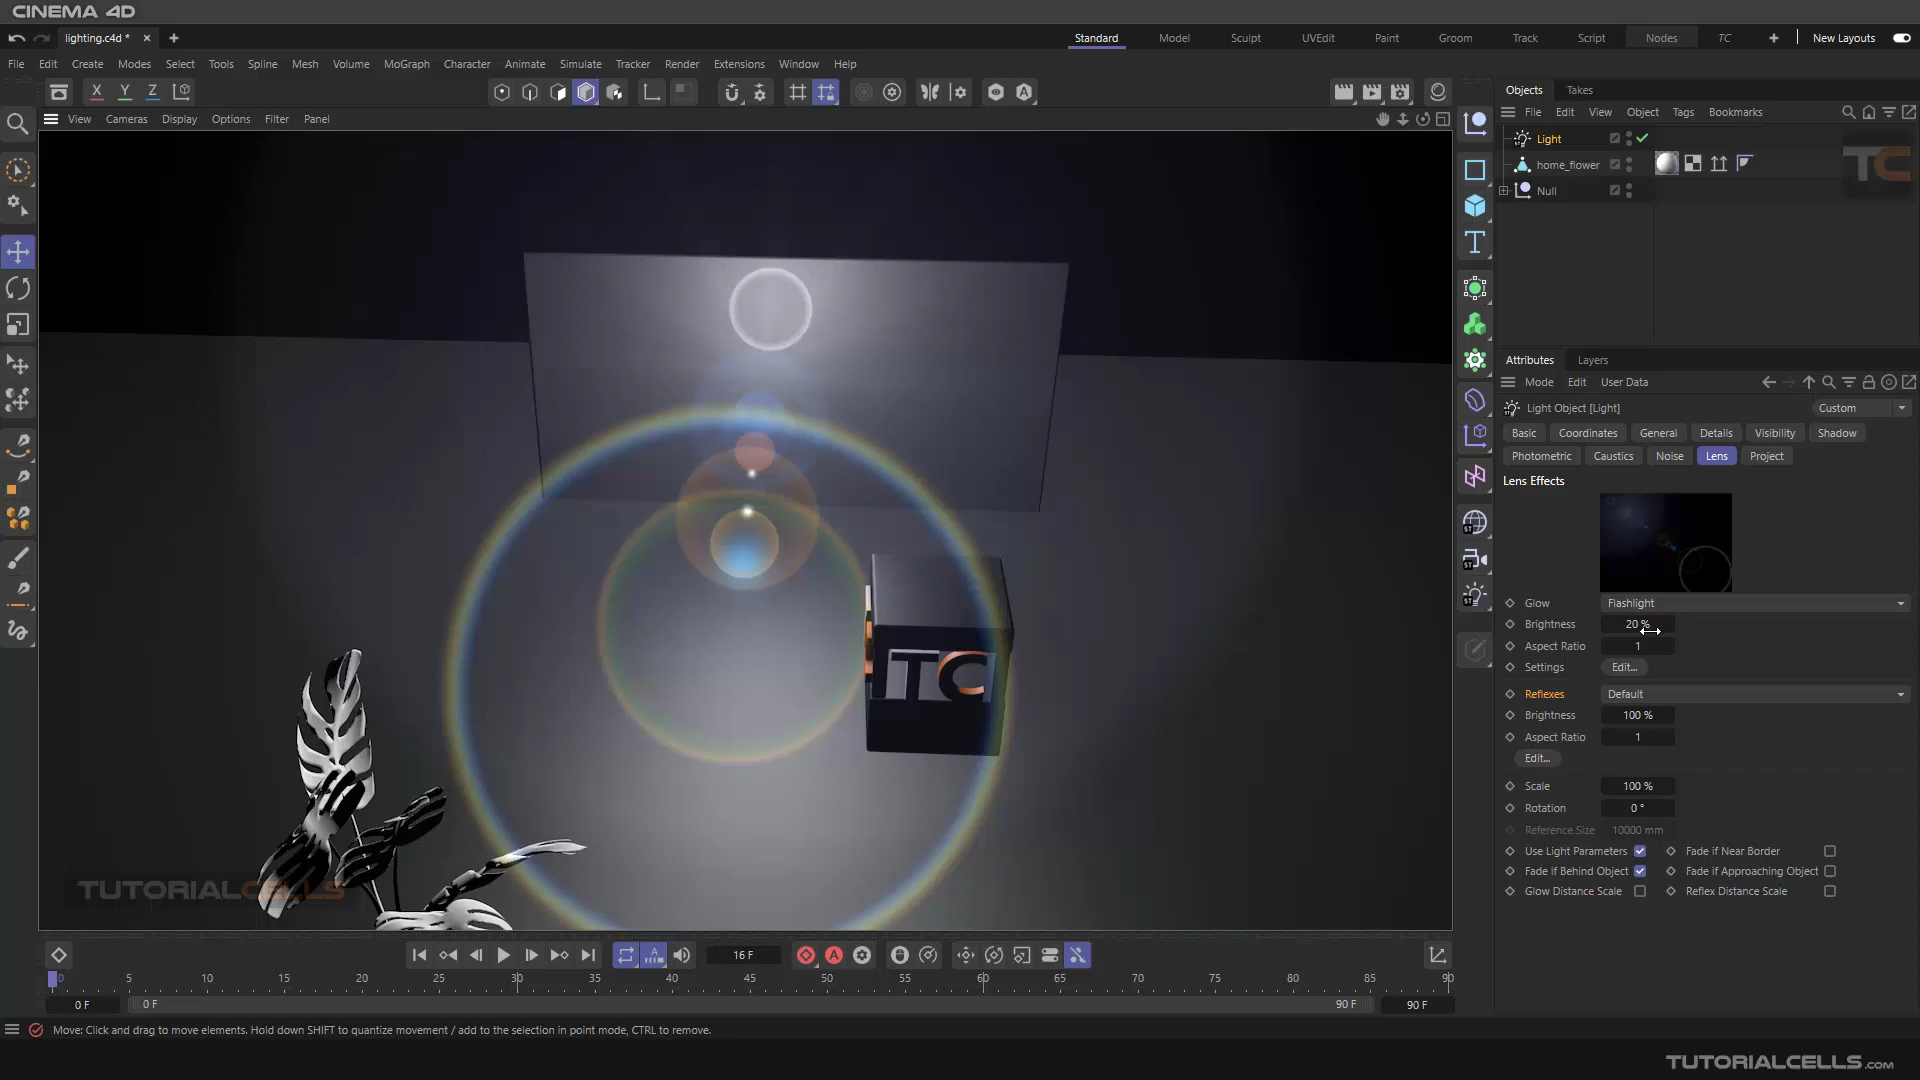 CINEMA 4D
lighting.c4d *
Standard Model Sculpt UVEdit Paint Groom Track Script Nodes TC New Layouts
File Edit Create Modes Select Tools Spline Mesh Volume MoGraph Character Animate Simulate Tracker Render Extensions Window Help
X Y Z
View Cameras Display Options Filter Panel
Objects Takes
File Edit View Object Tags Bookmarks
Light
home_flower
Null
TC
Attributes Layers
Mode Edit User Data
Light Object [Light] Custom
Basic Coordinates General Details Visibility Shadow
Photometric Caustics Noise Lens Project
Lens Effects
Glow Flashlight
Brightness 20 %
Aspect Ratio 1
Settings Edit...
Reflexes Default
Brightness 100 %
Aspect Ratio 1
Edit...
Scale 100 %
Rotation 0 °
Reference Size 10000 mm
Use Light Parameters Fade if Near Border
Fade if Behind Object Fade if Approaching Object
Glow Distance Scale Reflex Distance Scale
TC
TUTORIALCELLS
16 F
0 5 10 15 20 25 30 35 40 45 50 55 60 65 70 75 80 85 90
0 F 0 F 90 F 90 F
Move: Click and drag to move elements. Hold down SHIFT to quantize movement / add to the selection in point mode, CTRL to remove.
TUTORIALCELLS.com